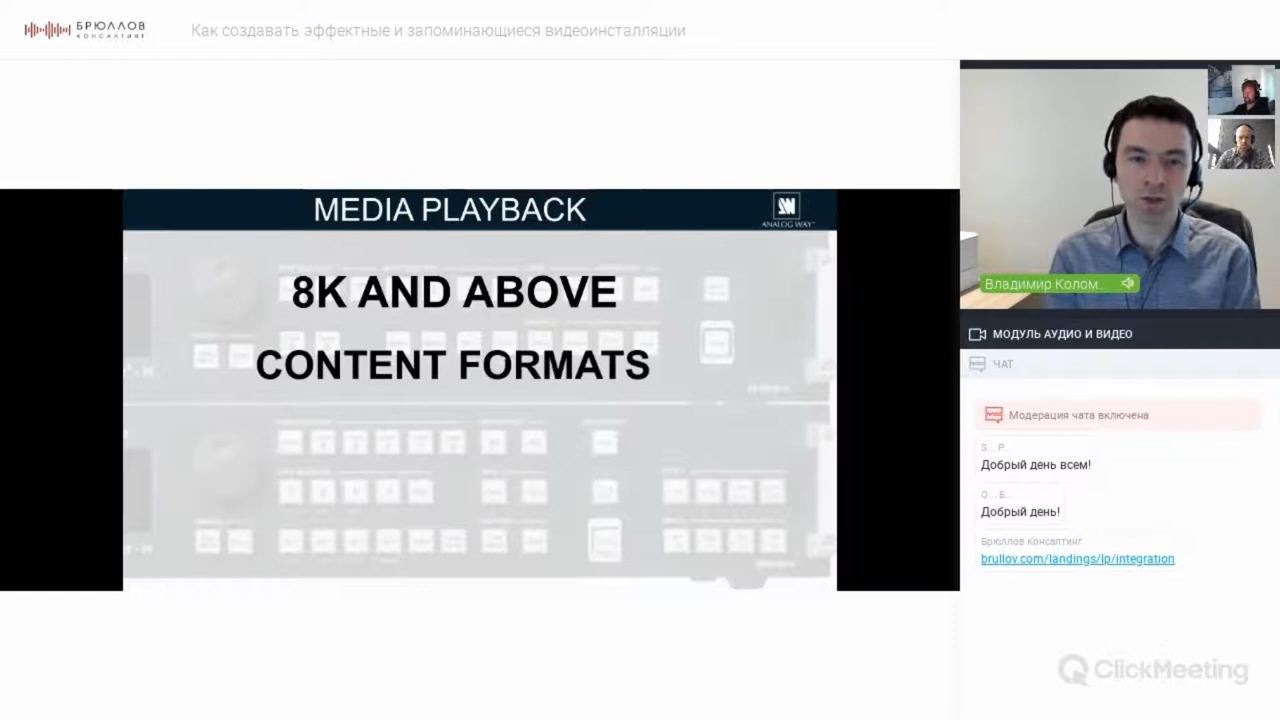 БРЮЛЛОВ
КОНСАЛТИНГ
Как создавать эффектные и запоминающиеся видеоинсталляции
MEDIA PLAYBACK
ANALOG WAY
8K AND ABOVE
CONTENT FORMATS
Владимир Колом..
МОДУЛЬ АУДИО И ВИДЕО
ЧАТ
Модерация чата включена
S... P.
Добрый день всем!
O... Б...
Добрый день!
Брюллов Консалтинг
brullov.com/landings/lp/integration
ClickMeeting